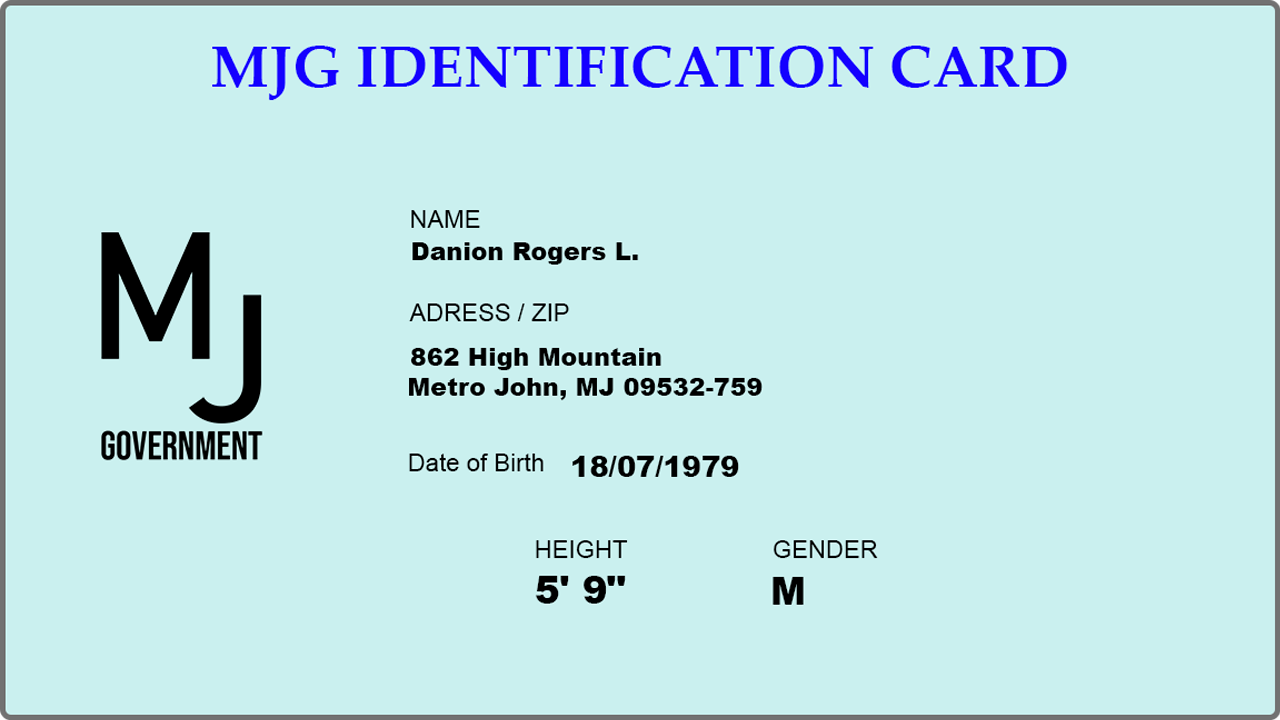 MJG IDENTIFICATION CARD
MJ
GOVERNMENT
NAME
Danion Rogers L.
ADRESS / ZIP
862 High Mountain
Metro John, MJ 09532-759
Date of Birth 18/07/1979
HEIGHT GENDER
5' 9" M